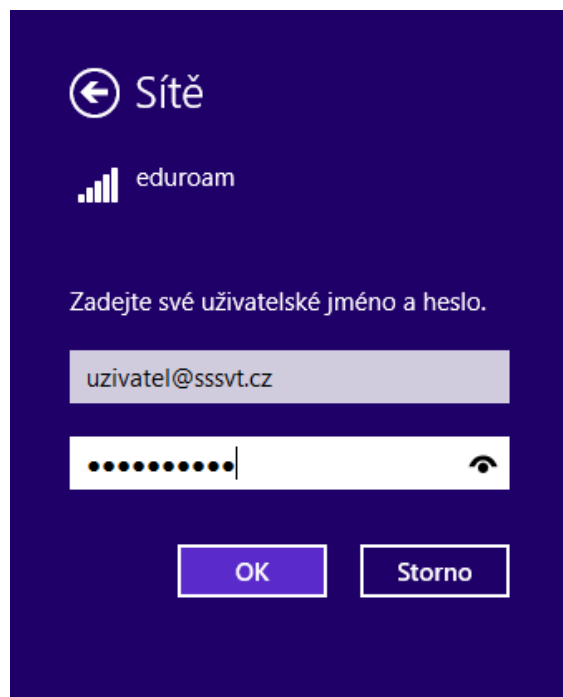 Sítě
eduroam
Zadejte své uživatelské jméno a heslo.
uzivatel@sssvt.cz
●●●●●●●●●●
OK Storno